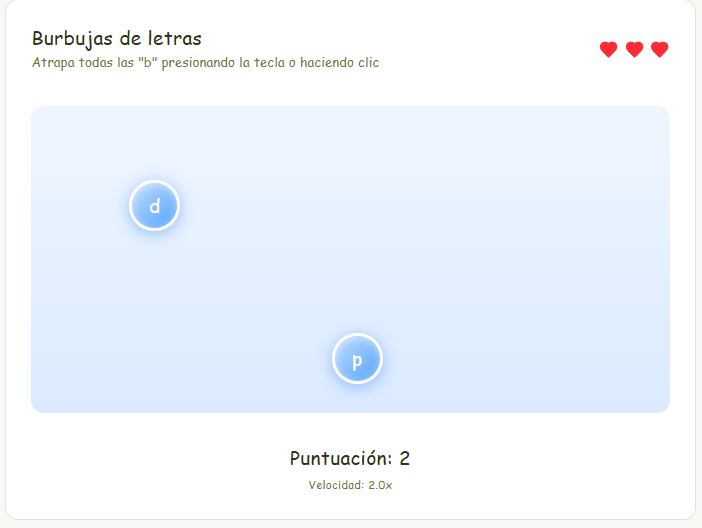 Burbujas de letras
Atrapa todas las "b" presionando la tecla o haciendo clic
d
p
Puntuación: 2
Velocidad: 2.0x